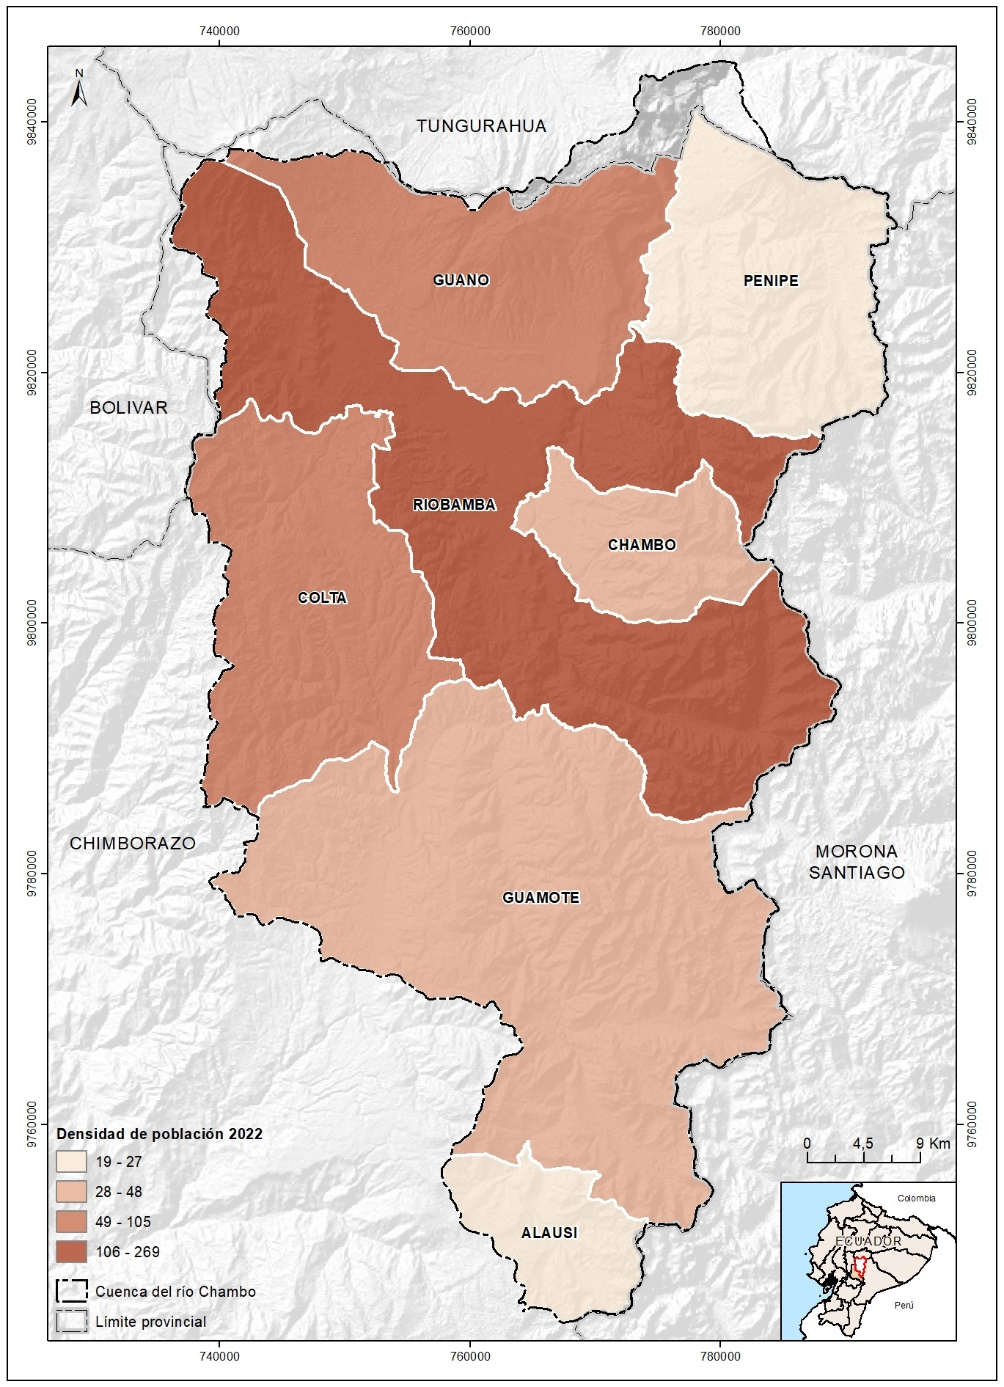 740000
760000
780000
N
9840000
9840000
TUNGURAHUA
GUANO
PENIPE
9820000
9820000
BOLIVAR
RIOBAMBA
CHAMBO
COLTA
9800000
9800000
CHIMBORAZO
MORONA
SANTIAGO
9780000
9780000
GUAMOTE
9760000
9760000
Densidad de población 2022
19 - 27
28 - 48
49 - 105
106 - 269
Cuenca del río Chambo
Límite provincial
ALAUSI
0 4,5 9 Km
Colombia
ECUADOR
Perú
740000
760000
780000